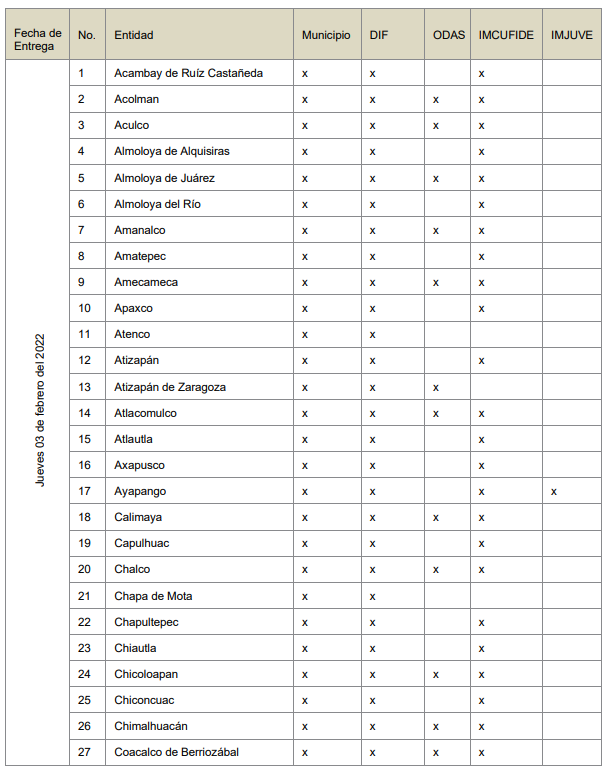 Fecha de Entrega No. Entidad Municipio DIF ODAS IMCUFIDE IMJUVE
Jueves 03 de febrero del 2022
1 Acambay de Ruíz Castañeda x x x
2 Acolman x x x x
3 Aculco x x x x
4 Almoloya de Alquisiras x x x
5 Almoloya de Juárez x x x x
6 Almoloya del Río x x x
7 Amanalco x x x x
8 Amatepec x x x
9 Amecameca x x x x
10 Apaxco x x x
11 Atenco x x
12 Atizapán x x x
13 Atizapán de Zaragoza x x x
14 Atlacomulco x x x x
15 Atlautla x x x
16 Axapusco x x x
17 Ayapango x x x x
18 Calimaya x x x x
19 Capulhuac x x x
20 Chalco x x x x
21 Chapa de Mota x x
22 Chapultepec x x x
23 Chiautla x x x
24 Chicoloapan x x x x
25 Chiconcuac x x x
26 Chimalhuacán x x x x
27 Coacalco de Berriozábal x x x x